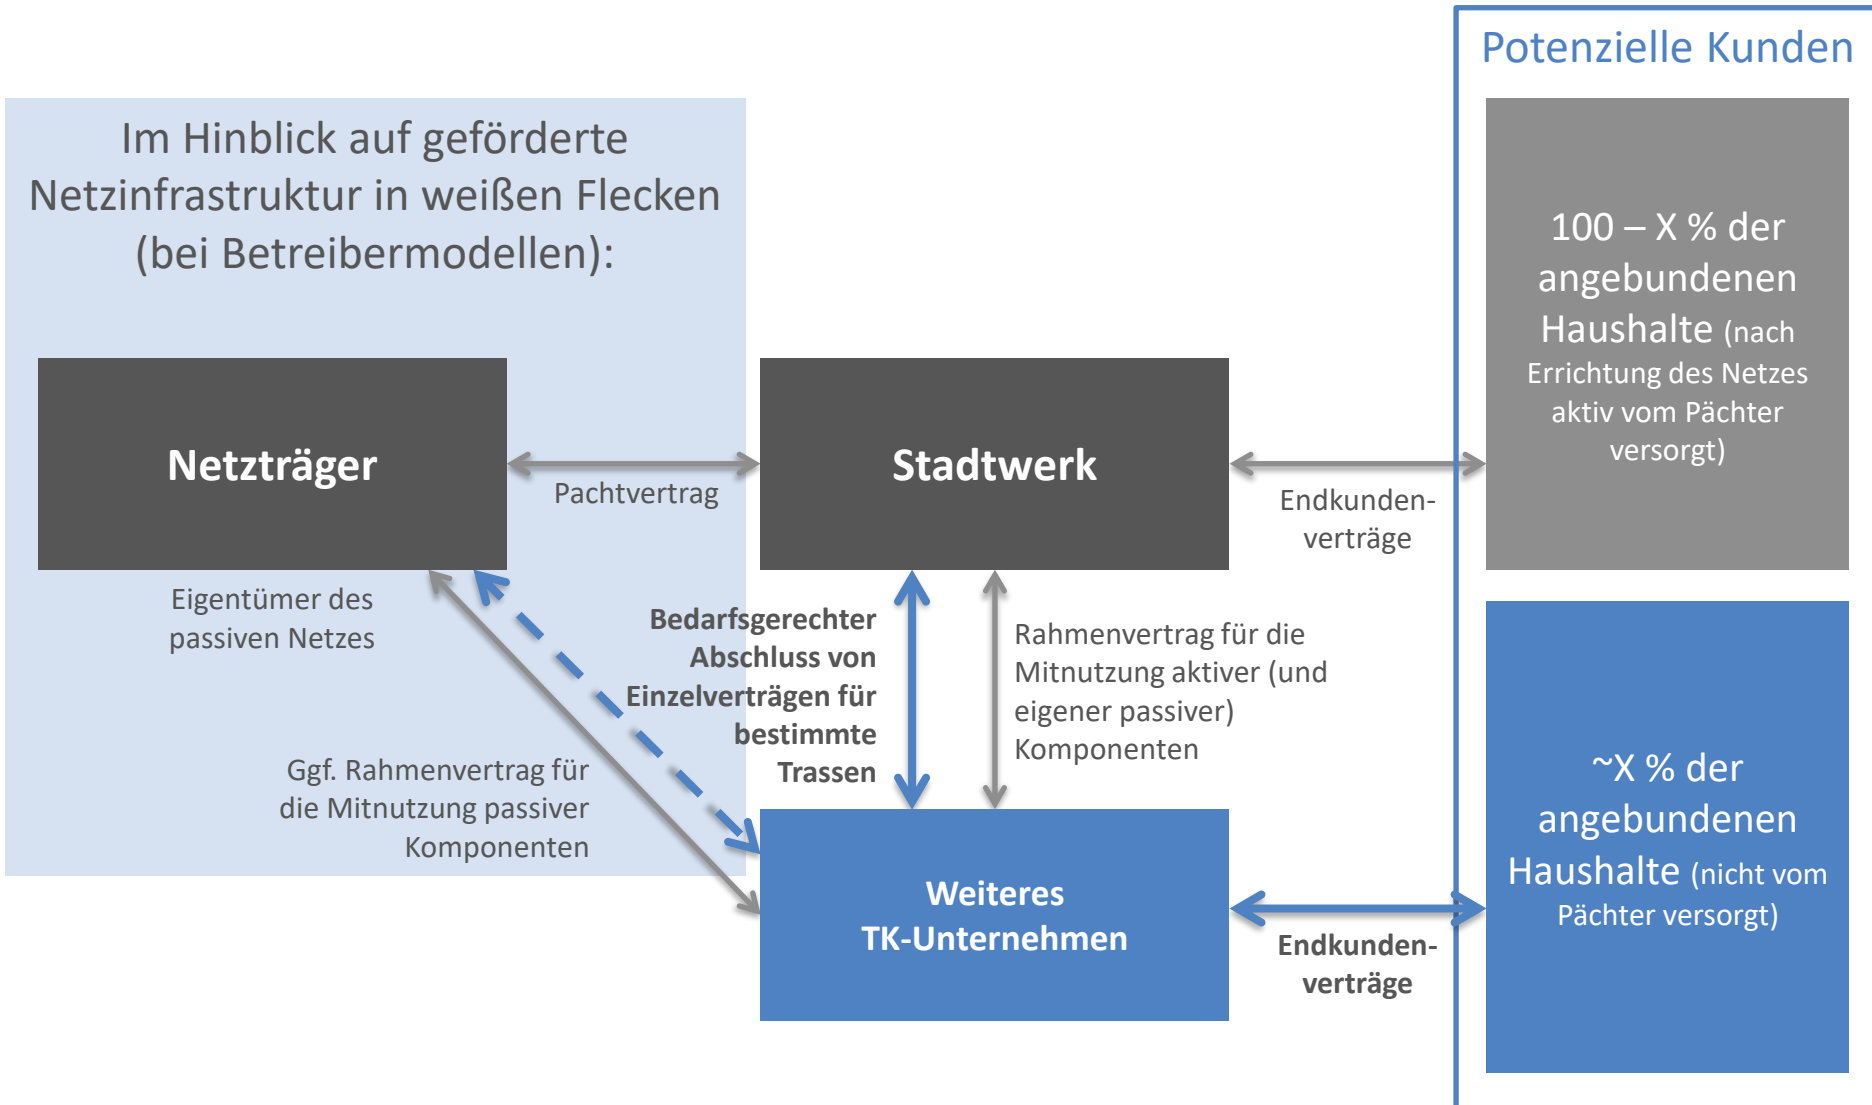 Potenzielle Kunden
Im Hinblick auf geförderte
Netzinfrastruktur in weißen Flecken
(bei Betreibermodellen):
Netzträger
Pachtvertrag
Stadtwerk
Endkunden-
verträge
100 – X % der
angebundenen
Haushalte (nach
Errichtung des Netzes
aktiv vom Pächter
versorgt)
Eigentümer des
passiven Netzes
Bedarfsgerechter
Abschluss von
Einzelverträgen für
bestimmte
Trassen
Rahmenvertrag für die
Mitnutzung aktiver (und
eigener passiver)
Komponenten
Ggf. Rahmenvertrag für
die Mitnutzung passiver
Komponenten
Weiteres
TK-Unternehmen
Endkunden-
verträge
~X % der
angebundenen
Haushalte (nicht vom
Pächter versorgt)